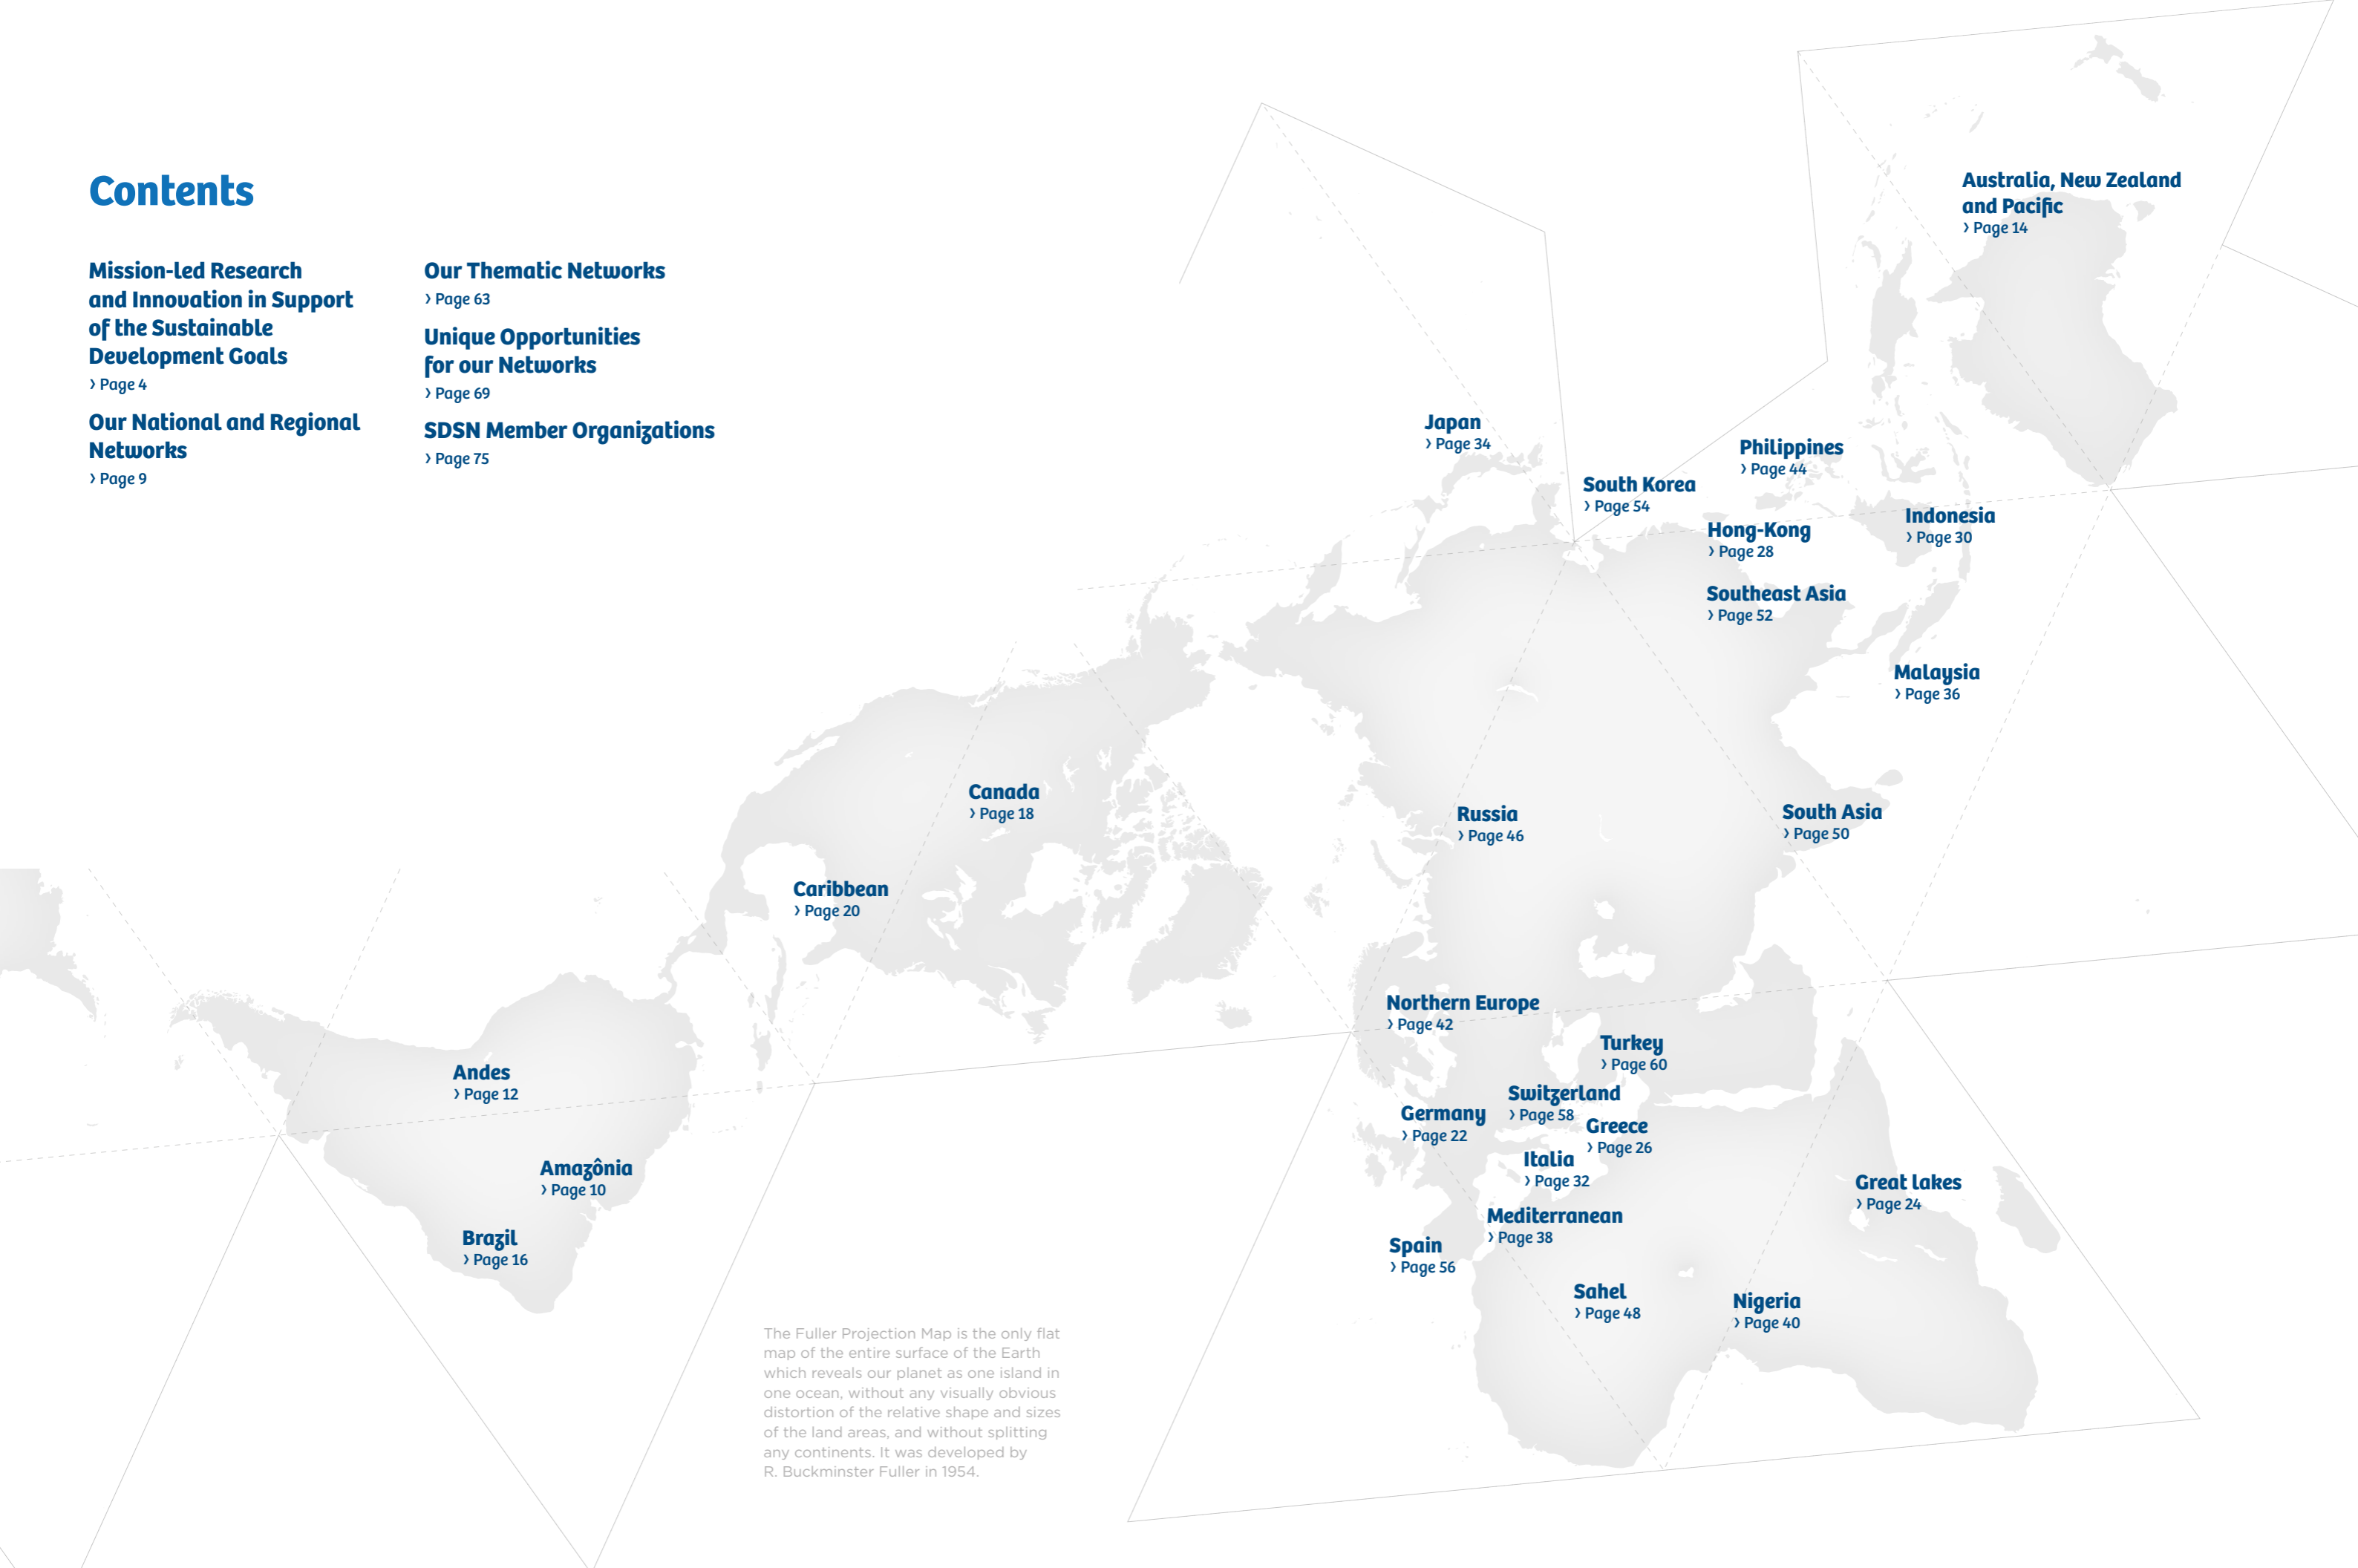 Contents
Mission-led Research
and Innovation in Support
of the Sustainable
Development Goals
› Page 4
Our National and Regional
Networks
› Page 9
Our Thematic Networks
› Page 63
Unique Opportunities
for our Networks
› Page 69
SDSN Member Organizations
› Page 75
Australia, New Zealand
and Pacific
› Page 14
Japan
› Page 34
Philippines
› Page 44
South Korea
› Page 54
Hong-Kong
› Page 28
Indonesia
› Page 30
Southeast Asia
› Page 52
Malaysia
› Page 36
Canada
› Page 18
Russia
› Page 46
South Asia
› Page 50
Caribbean
› Page 20
Northern Europe
› Page 42
Turkey
› Page 60
Andes
› Page 12
Switzerland
› Page 58
Germany
› Page 22
Greece
› Page 26
Italia
› Page 32
Amazônia
› Page 10
Great lakes
› Page 24
Mediterranean
› Page 38
Brazil
› Page 16
Spain
› Page 56
Sahel
› Page 48
Nigeria
› Page 40
The Fuller Projection Map is the only flat
map of the entire surface of the Earth
which reveals our planet as one island in
one ocean, without any visually obvious
distortion of the relative shape and sizes
of the land areas, and without splitting
any continents. It was developed by
R. Buckminster Fuller in 1954.